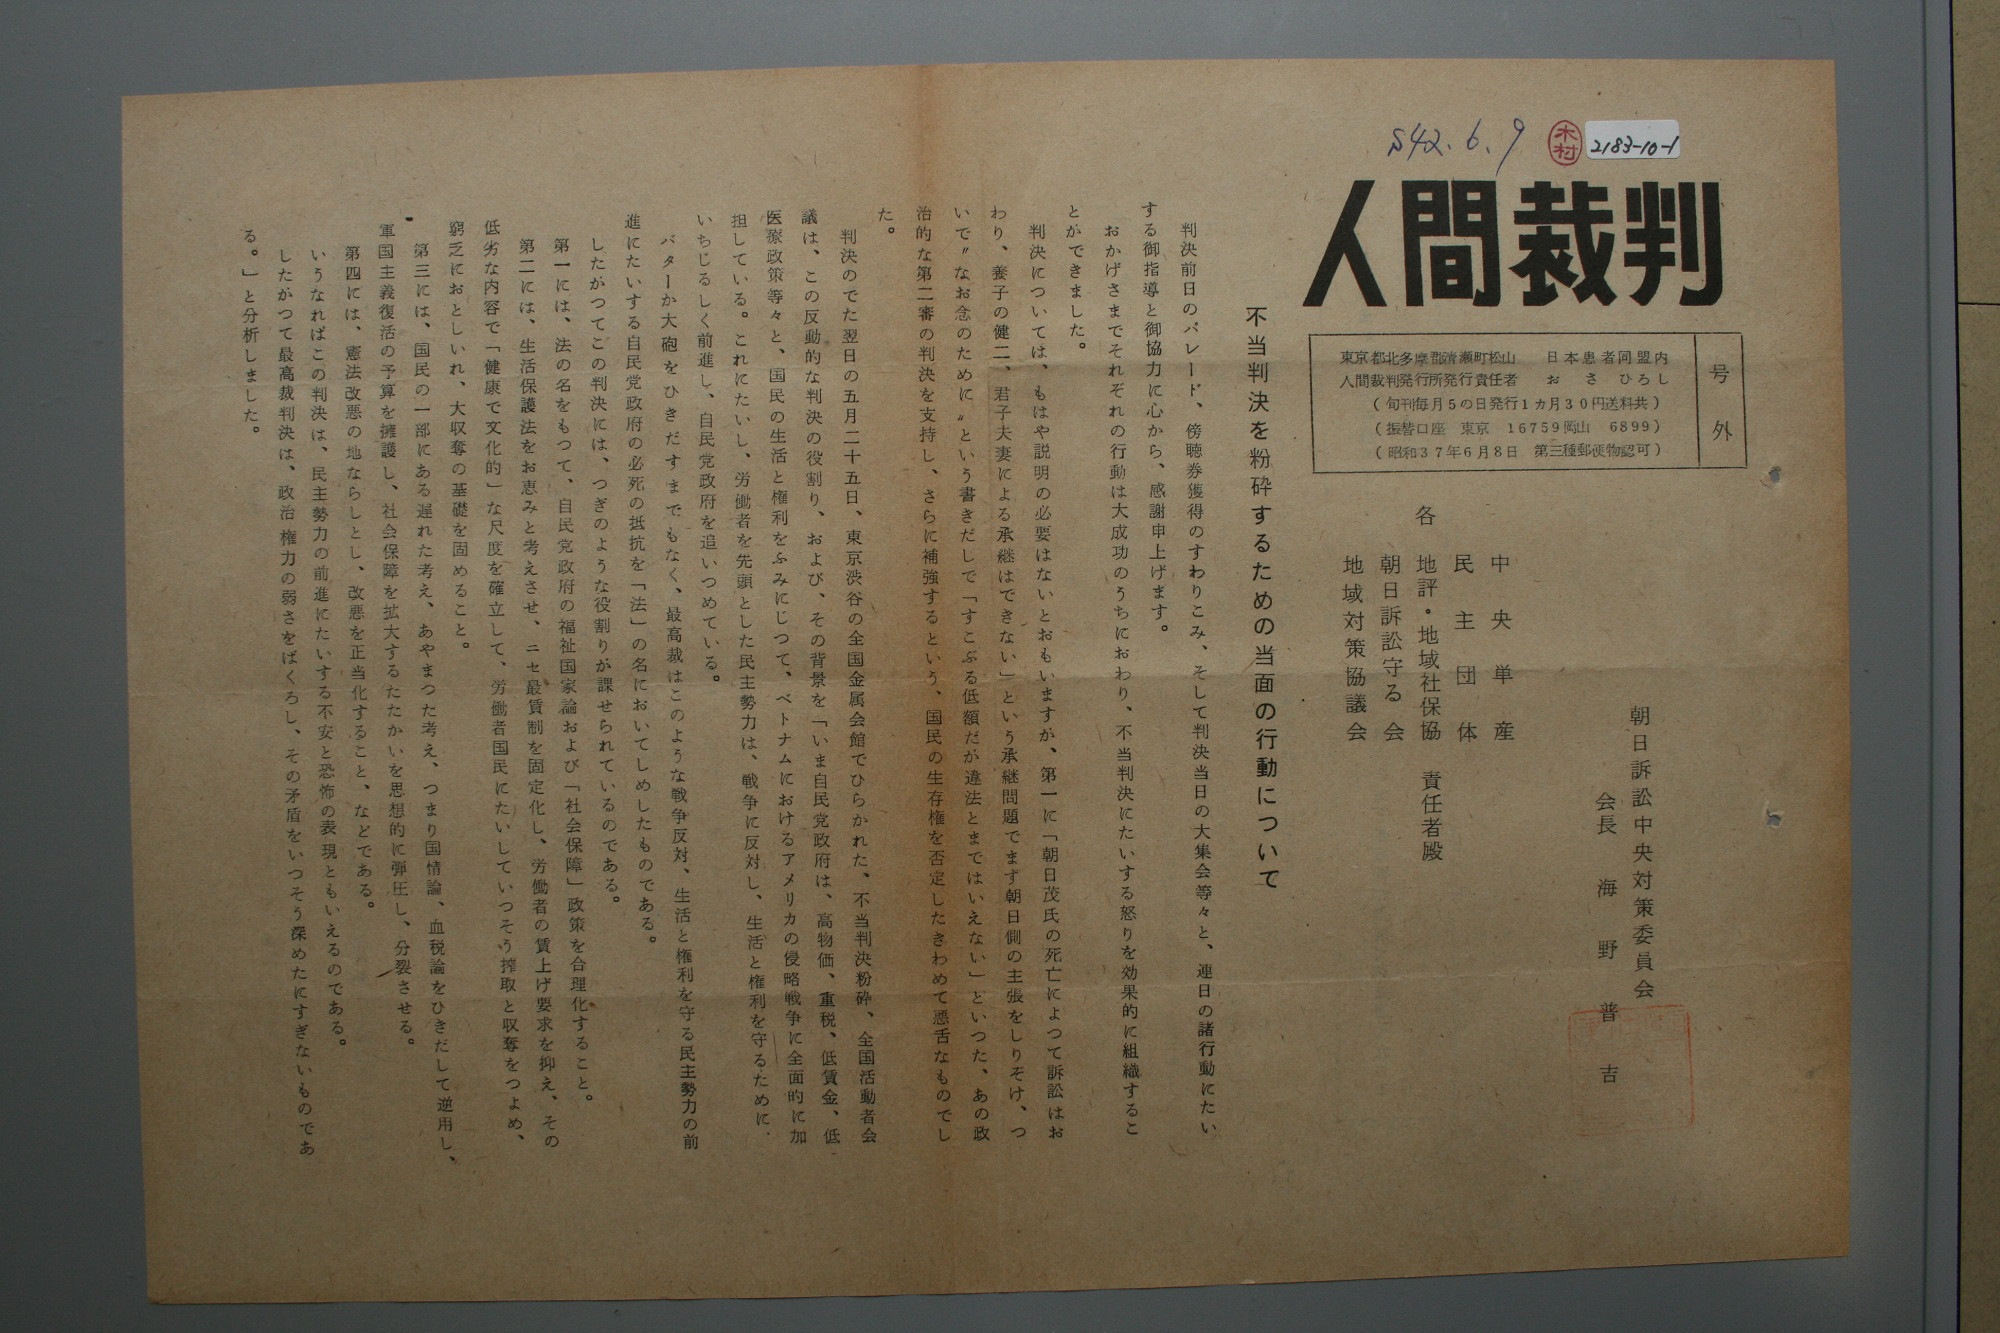 S42.6.9
木村
2183-10-1
人間裁判
号外
東京都北多摩郡清瀬町松山 日本患者同盟内
人間裁判発行所発行責任者 おさ ひろし
(旬刊毎月5の日発行1カ月30円送料共)
(振替口座 東京 16759岡山 6899)
(昭和37年6月8日 第三種郵便物認可)
朝日訴訟中央対策委員会
会長 海野普吉
中央単産
民主団体
各 地評・地域社保協 責任者殿
朝日訴訟守る会
地域対策協議会
不当判決を粉砕するための当面の行動について
判決前日のパレード、傍聴券獲得のすわりこみ、そして判決当日の大集会等々と、連日の諸行動にたい
する御指導と御協力に心から、感謝申上げます。
おかげさまでそれぞれの行動は大成功のうちにおわり、不当判決にたいする怒りを効果的に組織するこ
とができました。
判決については、もはや説明の必要はないとおもいますが、第一に「朝日茂氏の死亡によつて訴訟はお
わり、養子の健二、君子夫妻による承継はできない」という承継問題でまず朝日側の主張をしりぞけ、つ
いで〃なお念のために〃という書きだしで「すこぶる低額だが違法とまではいえない」といつた、あの政
治的な第二審の判決を支持し、さらに補強するという、国民の生存権を否定したきわめて悪舌なものでし
た。
判決のでた翌日の五月二十五日、東京渋谷の全国金属会館でひらかれた、不当判決粉砕、全国活動者会
議は、この反動的な判決の役割り、および、その背景を「いま自民党政府は、高物価、重税、低賃金、低
医療政策等々と、国民の生活と権利をふみにじつて、ベトナムにおけるアメリカの侵略戦争に全面的に加
担している。これにたいし、労働者を先頭とした民主勢力は、戦争に反対し、生活と権利を守るために
いちじるしく前進し、自民党政府を追いつめている。
バターか大砲をひきだすまでもなく、最高裁はこのような戦争反対、生活と権利を守る民主勢力の前
進にたいする自民党政府の必死の抵抗を「法」の名においてしめしたものである。
したがつてこの判決には、つぎのような役割りが課せられているのである。
第一には、法の名をもつて、自民党政府の福祉国家論および「社会保障」政策を合理化すること。
第二には、生活保護法をお恵みと考えさせ、ニセ最賃制を固定化し、労働者の賃上げ要求を抑え、その
低劣な内容で「健康で文化的」な尺度を確立して、労働者国民にたいしていつそう搾取と収奪をつよめ、
窮乏におとしいれ、大収奪の基礎を固めること。
第三には、国民の一部にある遅れた考え、あやまつた考え、つまり国情論、血税論をひきだして逆用し、
軍国主義復活の予算を擁護し、社会保障を拡大するたたかいを思想的に弾圧し、分裂させる。
第四には、憲法改悪の地ならしとし、改悪を正当化すること、などである。
いうなればこの判決は、民主勢力の前進にたいする不安と恐怖の表現ともいえるのである。
したがつて最高裁判決は、政治権力の弱さをばくろし、その矛盾をいつそう深めたにすぎないものであ
る。」と分析しました。